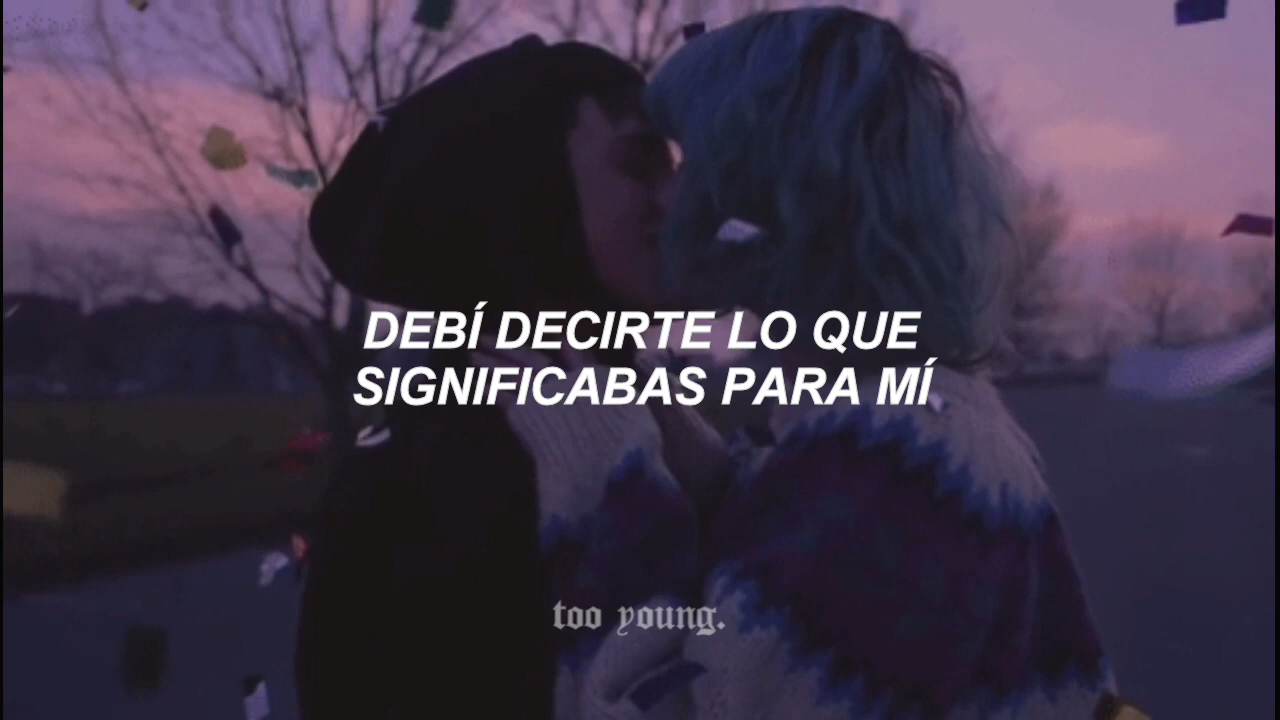 DEBÍ DECIRTE LO QUE
SIGNIFICABAS PARA MÍ
too young.